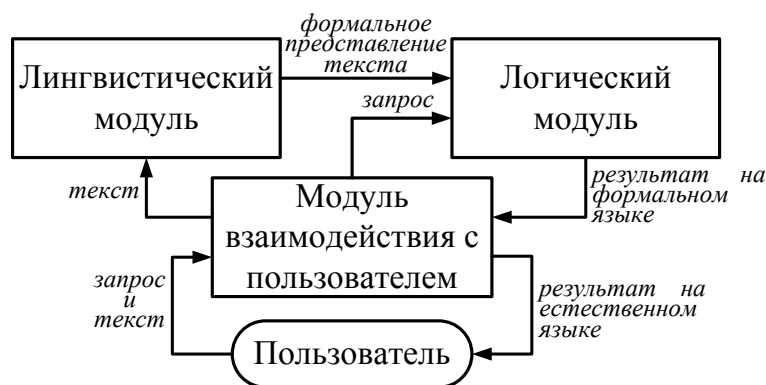 формальное
представление
текста
Лингвистический
модуль
Логический
модуль
запрос
текст
результат на
формальном
языке
Модуль
взаимодействия с
пользователем
запрос
и
текст
результат на
естественном
языке
Пользователь